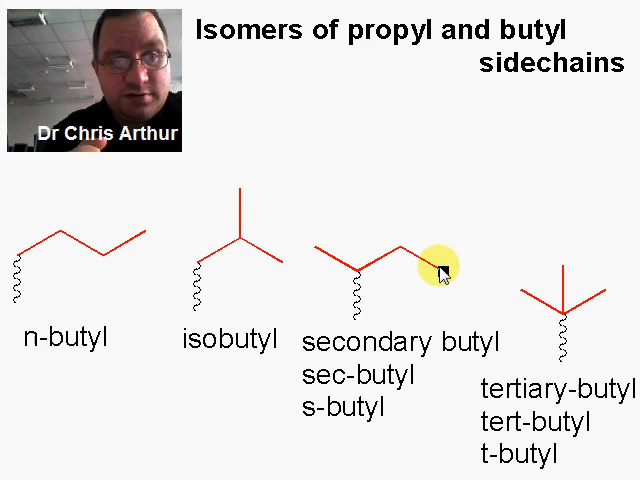 Isomers of propyl and butyl
sidechains
Dr Chris Arthur
n-butyl
isobutyl
secondary butyl
sec-butyl
s-butyl
tertiary-butyl
tert-butyl
t-butyl